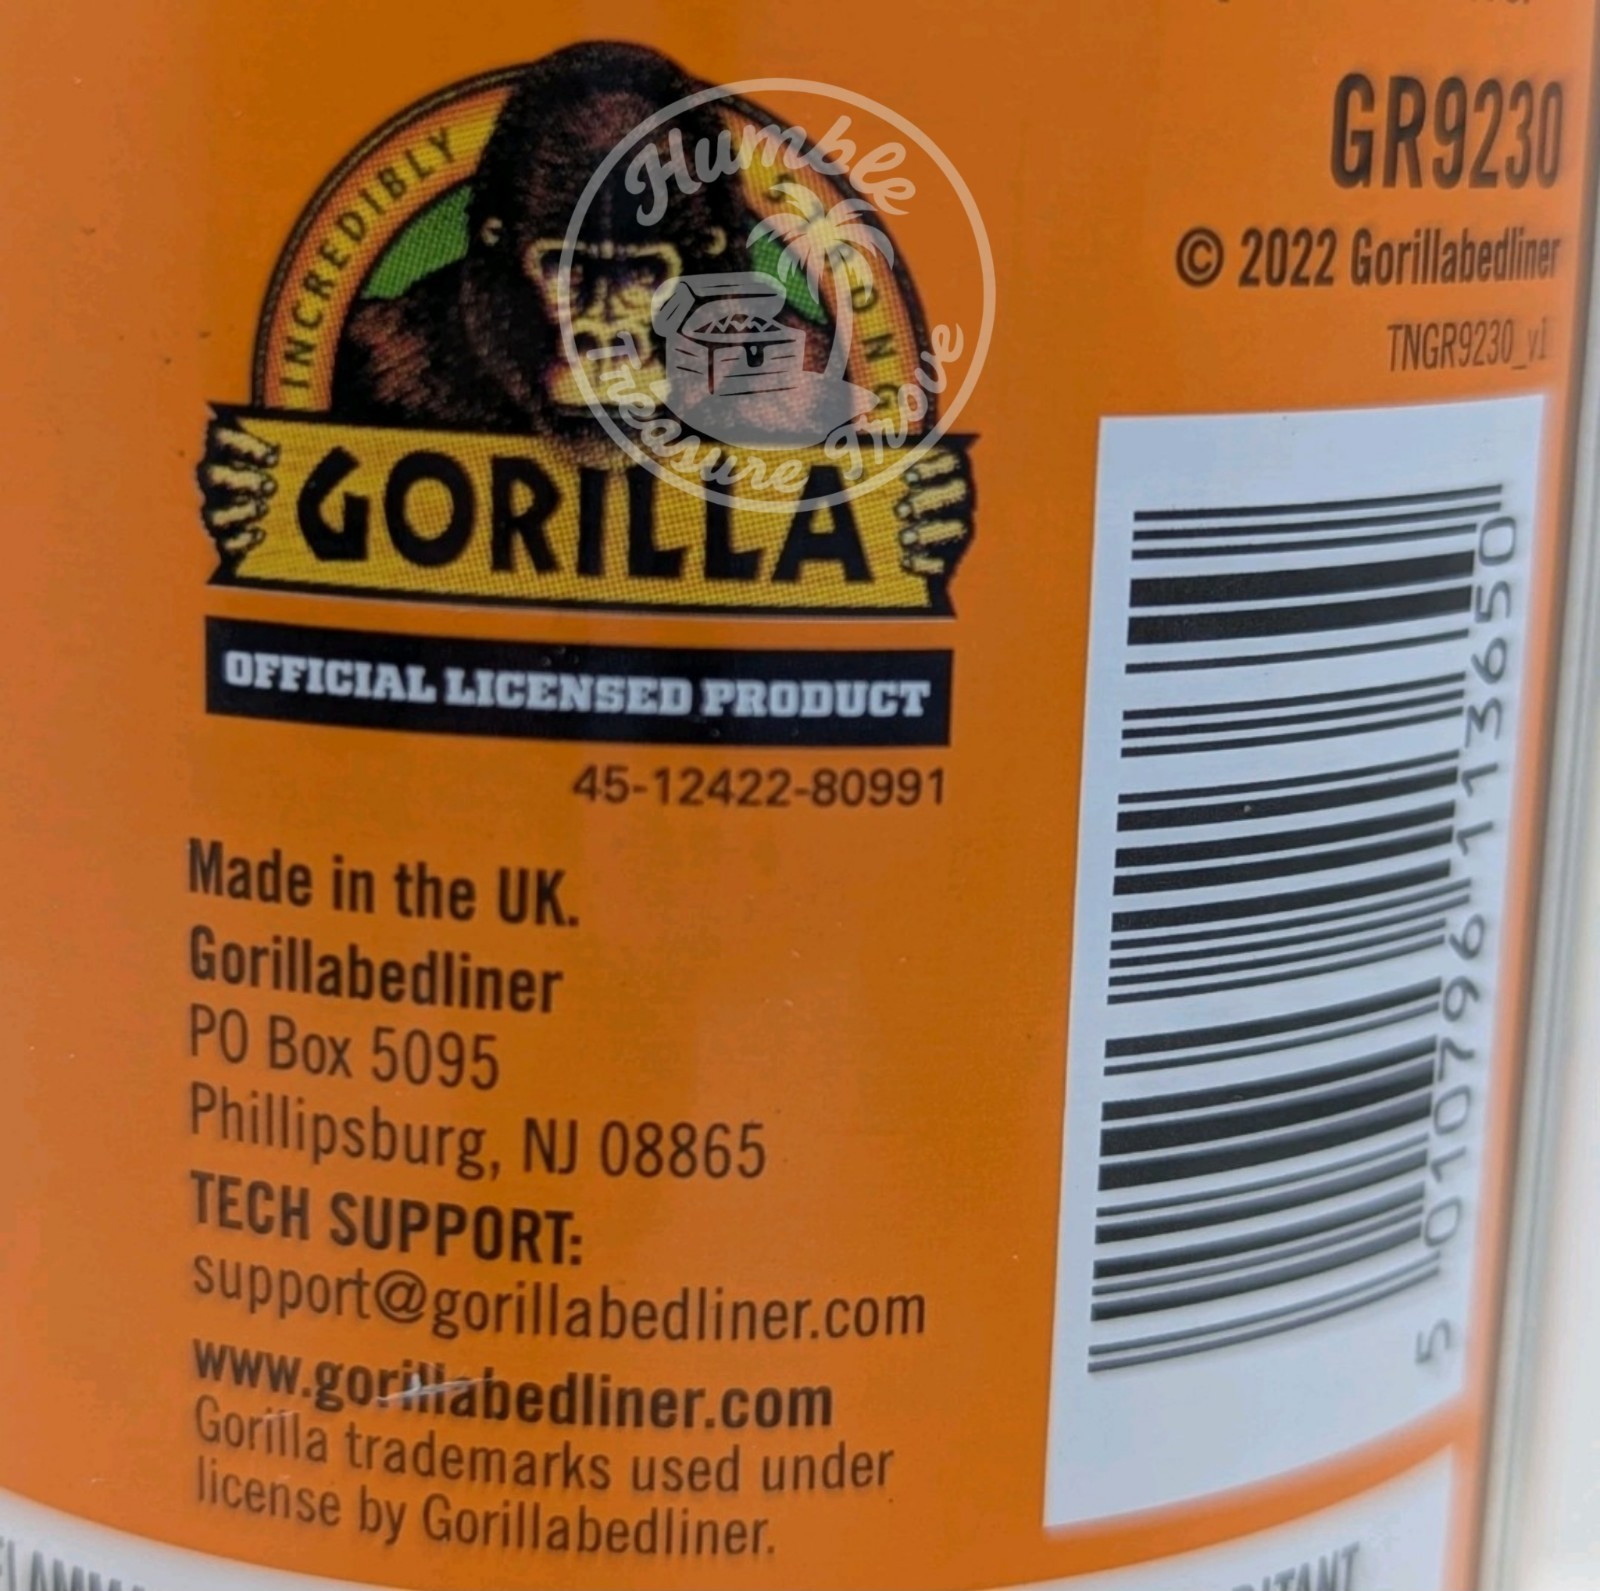 INCREDIBLY STRONG
GORILLA
OFFICIAL LICENSED PRODUCT
45-12422-80991
Made in the UK.
Gorillabedliner
PO Box 5095
Phillipsburg, NJ 08865
TECH SUPPORT:
support@gorillabedliner.com
www.gorillabedliner.com
Gorilla trademarks used under
license by Gorillabedliner.
GR9230
© 2022 Gorillabedliner
TNGR9230_v1
5 010796 113650
Humble
Treasure Trove